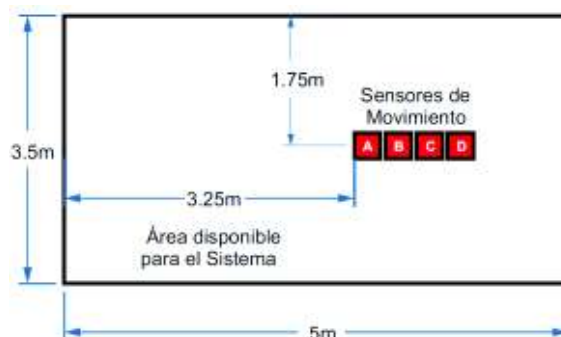 1.75m
Sensores de
Movimiento
A B C D
3.5m
3.25m
Área disponible
para el Sistema
5m